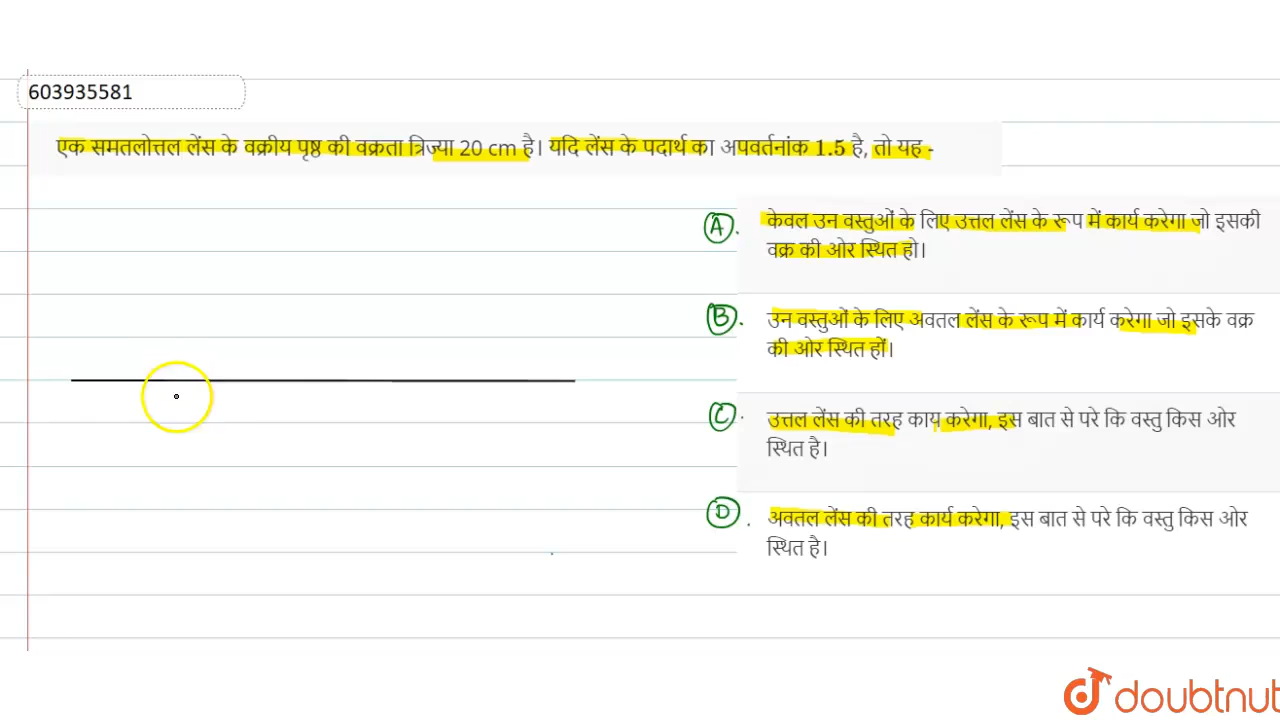 603935581
एक समतलोत्तल लेंस के वक्रीय पृष्ठ की वक्रता त्रिज्या 20 cm है। यदि लेंस के पदार्थ का अपवर्तनांक 1.5 है, तो यह -
A. केवल उन वस्तुओं के लिए उत्तल लेंस के रूप में कार्य करेगा जो इसकी
वक्र की ओर स्थित हो।
B. उन वस्तुओं के लिए अवतल लेंस के रूप में कार्य करेगा जो इसके वक्र
की ओर स्थित हों।
C. उत्तल लेंस की तरह काय करेगा, इस बात से परे कि वस्तु किस ओर
स्थित है।
D. अवतल लेंस की तरह कार्य करेगा, इस बात से परे कि वस्तु किस ओर
स्थित है।
doubtnut